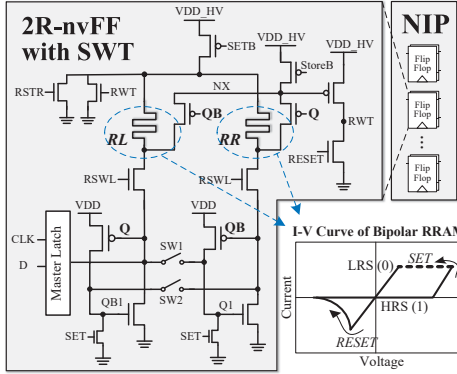 2R-nvFF
with SWT
VDD_HV
SETB
VDD_HV
VDD_HV
StoreB
NX
RSTR
RWT
QB
Q
RL
RR
RWT
RESET
RSWL
RSWL
VDD
VDD
Q
QB
CLK
D
Master Latch
SW1
SW2
QB1
Q1
SET
SET
NIP
Flip
Flop
Flip
Flop
...
Flip
Flop
I-V Curve of Bipolar RRAM
LRS (0)
SET
HRS (1)
RESET
Current
Voltage